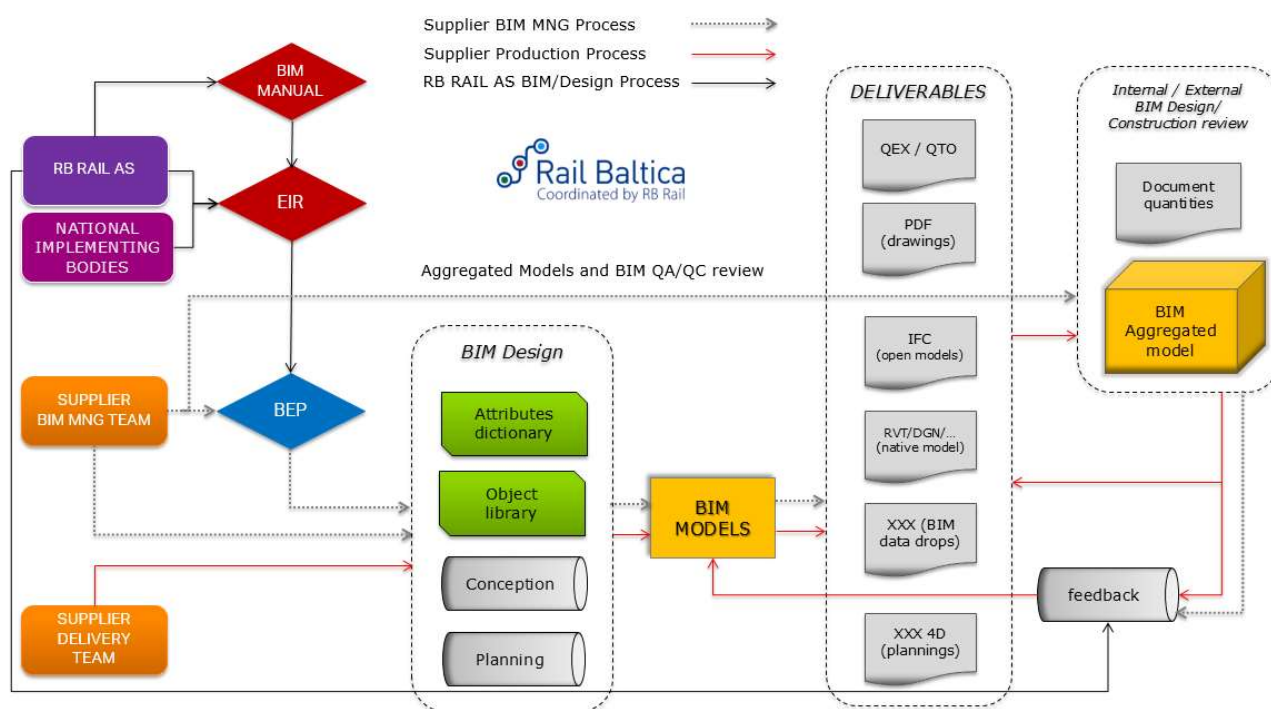 Supplier BIM MNG Process
Supplier Production Process
RB RAIL AS BIM/Design Process
BIM
MANUAL
RB RAIL AS
EIR
NATIONAL
IMPLEMENTING
BODIES
Rail Baltica
Coordinated by RB Rail
Aggregated Models and BIM QA/QC review
SUPPLIER
BIM MNG TEAM
BEP
SUPPLIER
DELIVERY
TEAM
BIM Design
Attributes
dictionary
Object
library
Conception
Planning
BIM
MODELS
DELIVERABLES
QEX / QTO
PDF
(drawings)
IFC
(open models)
RVT/DGN/...
(native model)
XXX (BIM
data drops)
XXX 4D
(plannings)
Internal / External
BIM Design/
Construction review
Document
quantities
BIM
Aggregated
model
feedback